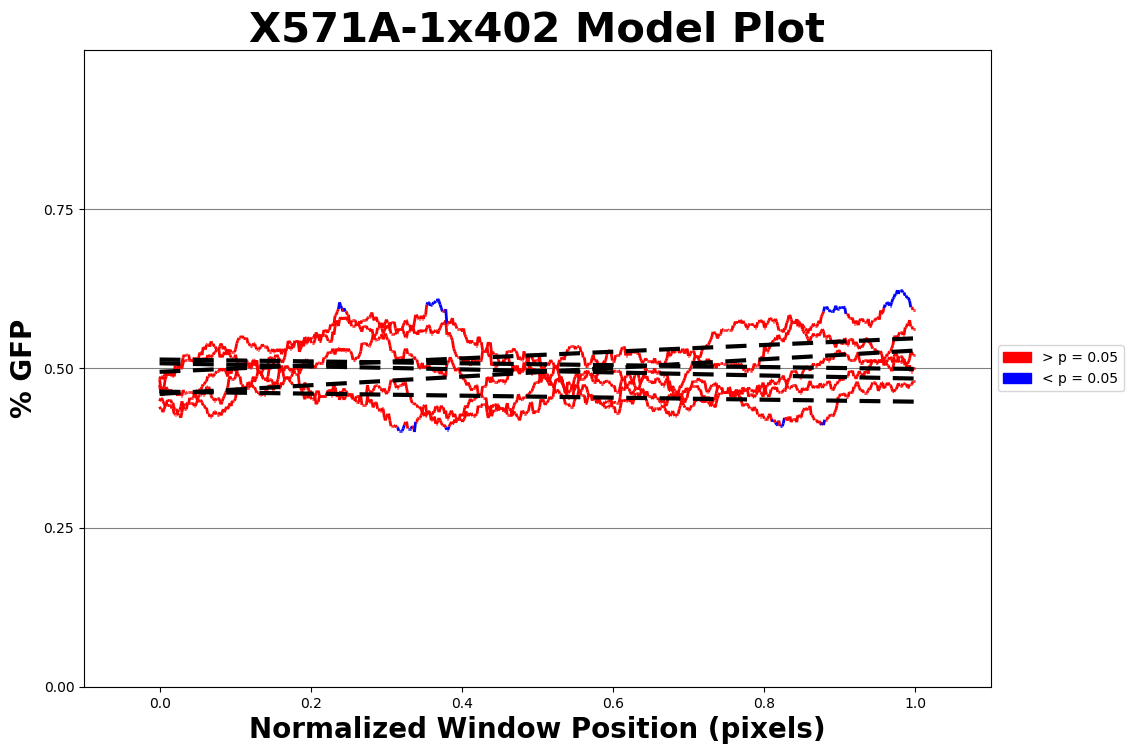 X571A-1x402 Model Plot
% GFP
0.75
0.50
0.25
0.00
0.0 0.2 0.4 0.6 0.8 1.0
Normalized Window Position (pixels)
> p = 0.05
< p = 0.05